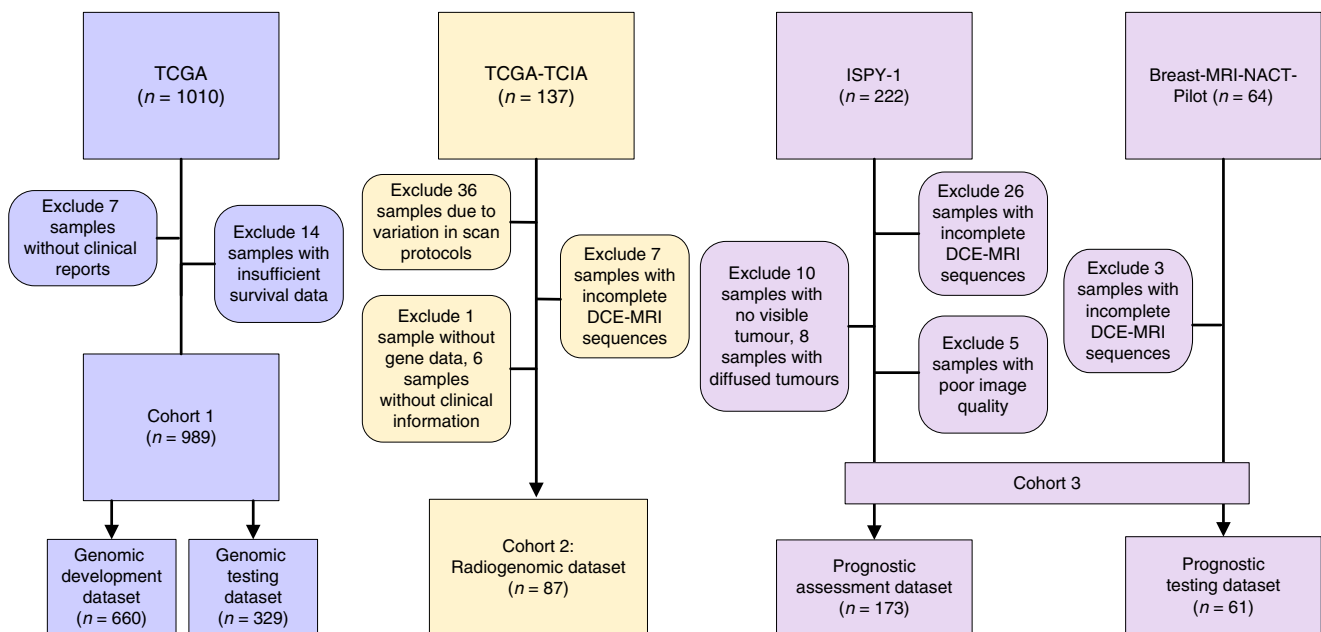 TCGA
(n = 1010)
Exclude 7
samples
without clinical
reports
Exclude 14
samples with
insufficient
survival data
Cohort 1
(n = 989)
Genomic
development
dataset
(n = 660)
Genomic
testing
dataset
(n = 329)
TCGA-TCIA
(n = 137)
Exclude 36
samples due to
variation in scan
protocols
Exclude 7
samples with
incomplete
DCE-MRI
sequences
Exclude 1
sample without
gene data, 6
samples
without clinical
information
Cohort 2:
Radiogenomic dataset
(n = 87)
ISPY-1
(n = 222)
Exclude 26
samples with
incomplete
DCE-MRI
sequences
Exclude 10
samples with
no visible
tumour, 8
samples with
diffused tumours
Exclude 5
samples with
poor image
quality
Breast-MRI-NACT-
Pilot (n = 64)
Exclude 3
samples with
incomplete
DCE-MRI
sequences
Cohort 3
Prognostic
assessment dataset
(n = 173)
Prognostic
testing dataset
(n = 61)